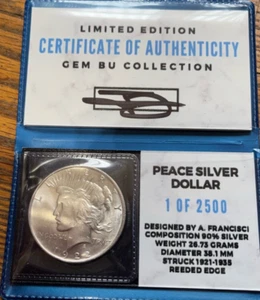 LIMITED EDITION
CERTIFICATE OF AUTHENTICITY
GEM BU COLLECTION
PEACE SILVER
DOLLAR
1 OF 2500
DESIGNED BY A. FRANCISCI
COMPOSITION 90% SILVER
WEIGHT 26.73 GRAMS
DIAMETER 38.1 MM
STRUCK 1921-1935
REEDED EDGE